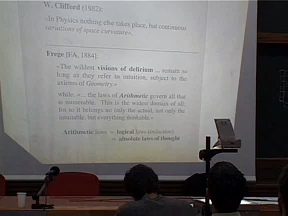 W. Clifford (1982):
«In Physics nothing else takes place, but continuous
variations of space curvature».
Frege [FA, 1884]:
«The wildest visions of delirium ... remain so
long as they refer to intuition, subject to the
axioms of Geometry.»
while: «... the laws of Arithmetic govern all that
is numerable. This is the widest domain of all;
for to it belongs not only the actual, not only the
intuitable, but everything thinkable.»
Arithmetic laws = logical laws
= absolute laws of thought